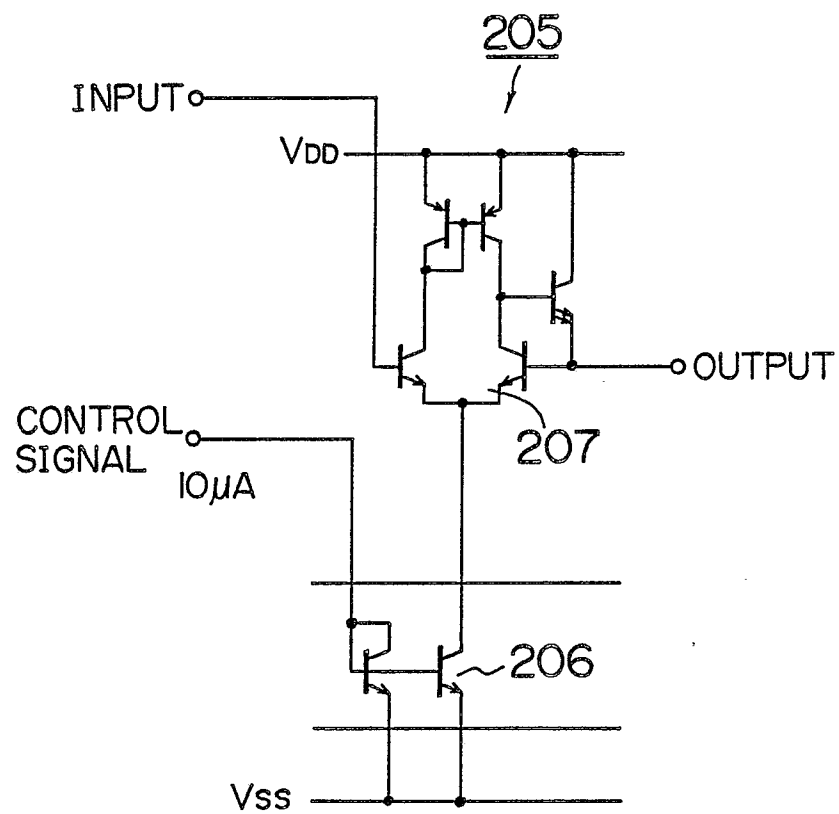 205
INPUT
VDD
OUTPUT
CONTROL
SIGNAL
10μA
207
206
VSS